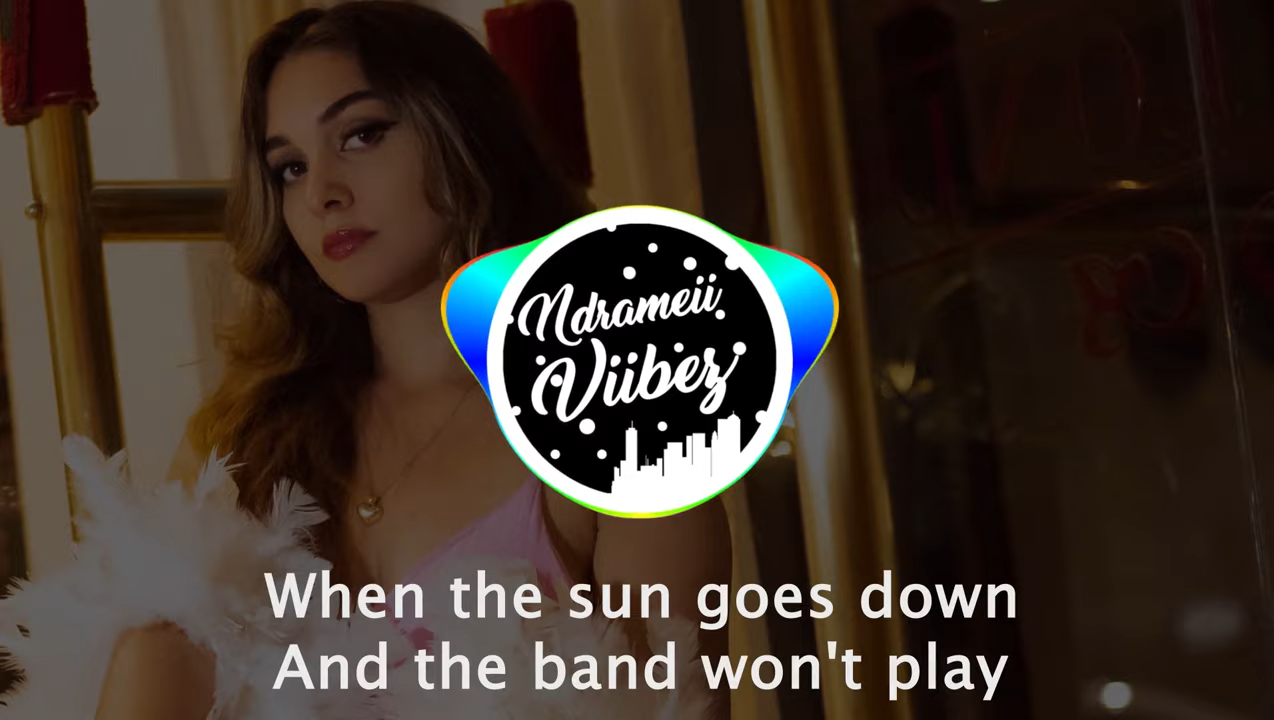 Ndrameii
Viibez
When the sun goes down
And the band won't play